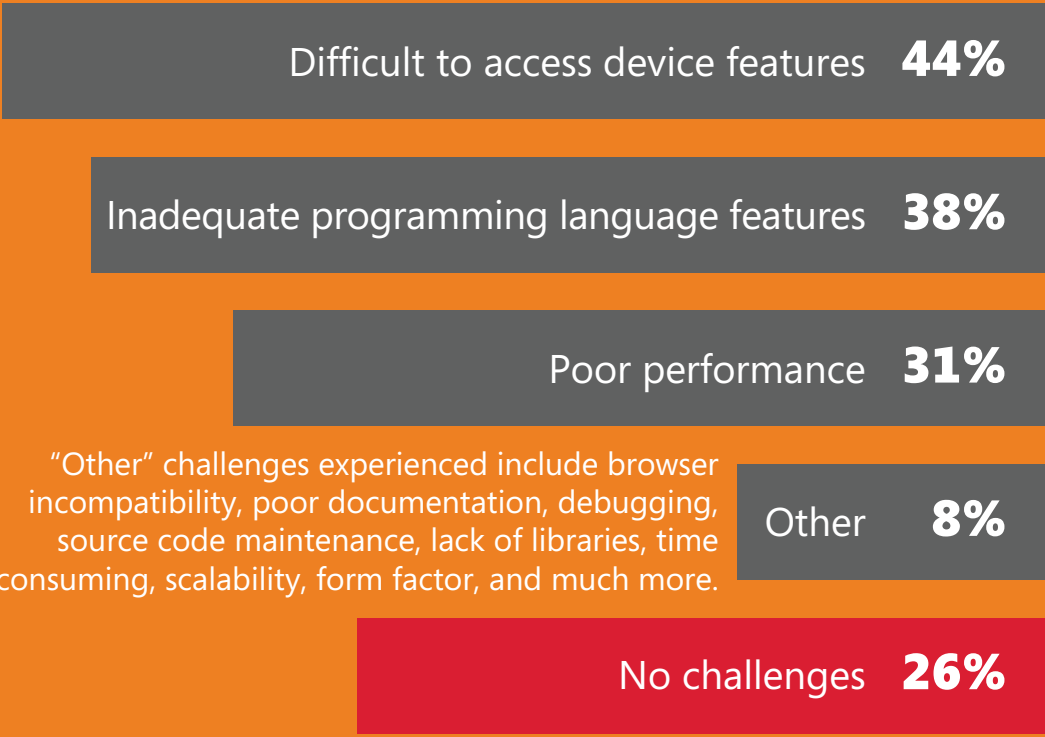 Difficult to access device features 44%
Inadequate programming language features 38%
Poor performance 31%
“Other” challenges experienced include browser
incompatibility, poor documentation, debugging,
source code maintenance, lack of libraries, time
consuming, scalability, form factor, and much more.
Other 8%
No challenges 26%